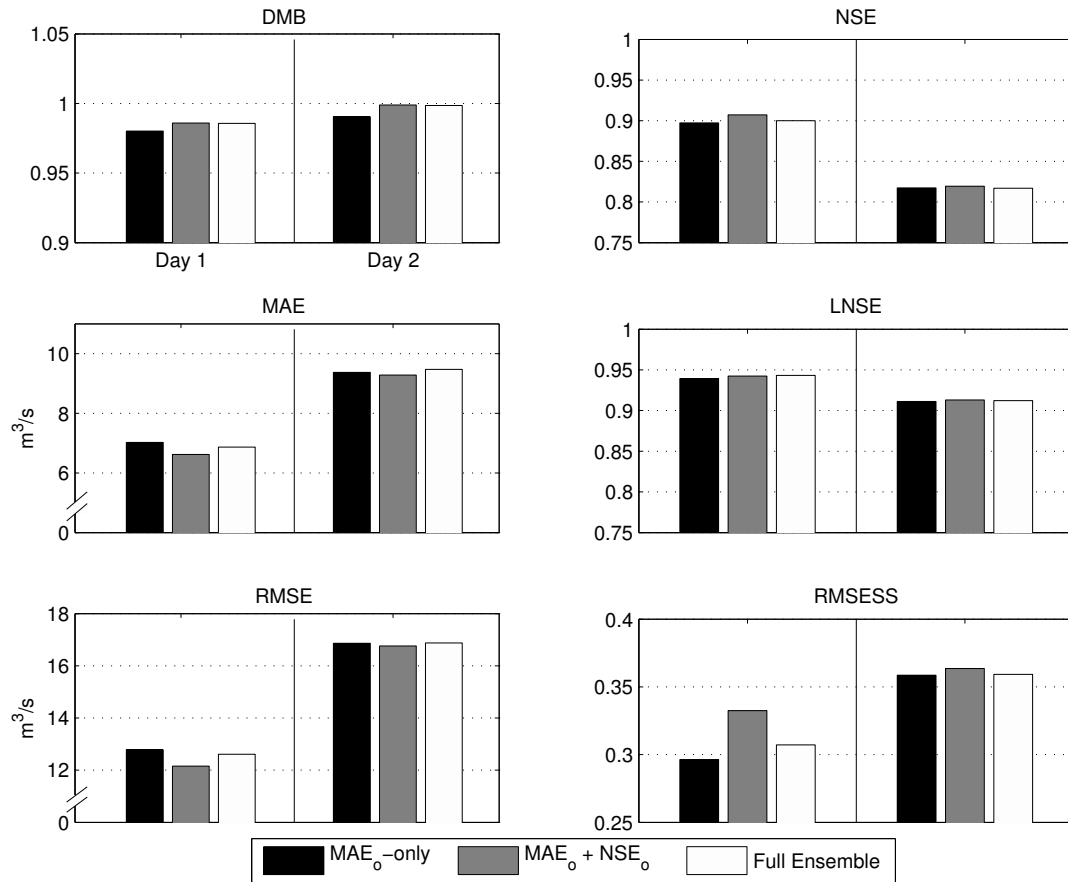 DMB
1.05
1
0.95
0.9
Day 1
Day 2
NSE
1
0.95
0.9
0.85
0.8
0.75
MAE
10
8
6
0
m³/s
LNSE
1
0.95
0.9
0.85
0.8
0.75
RMSE
18
16
14
12
0
m³/s
RMSESS
0.4
0.35
0.3
0.25
MAEₒ−only
MAEₒ + NSEₒ
Full Ensemble